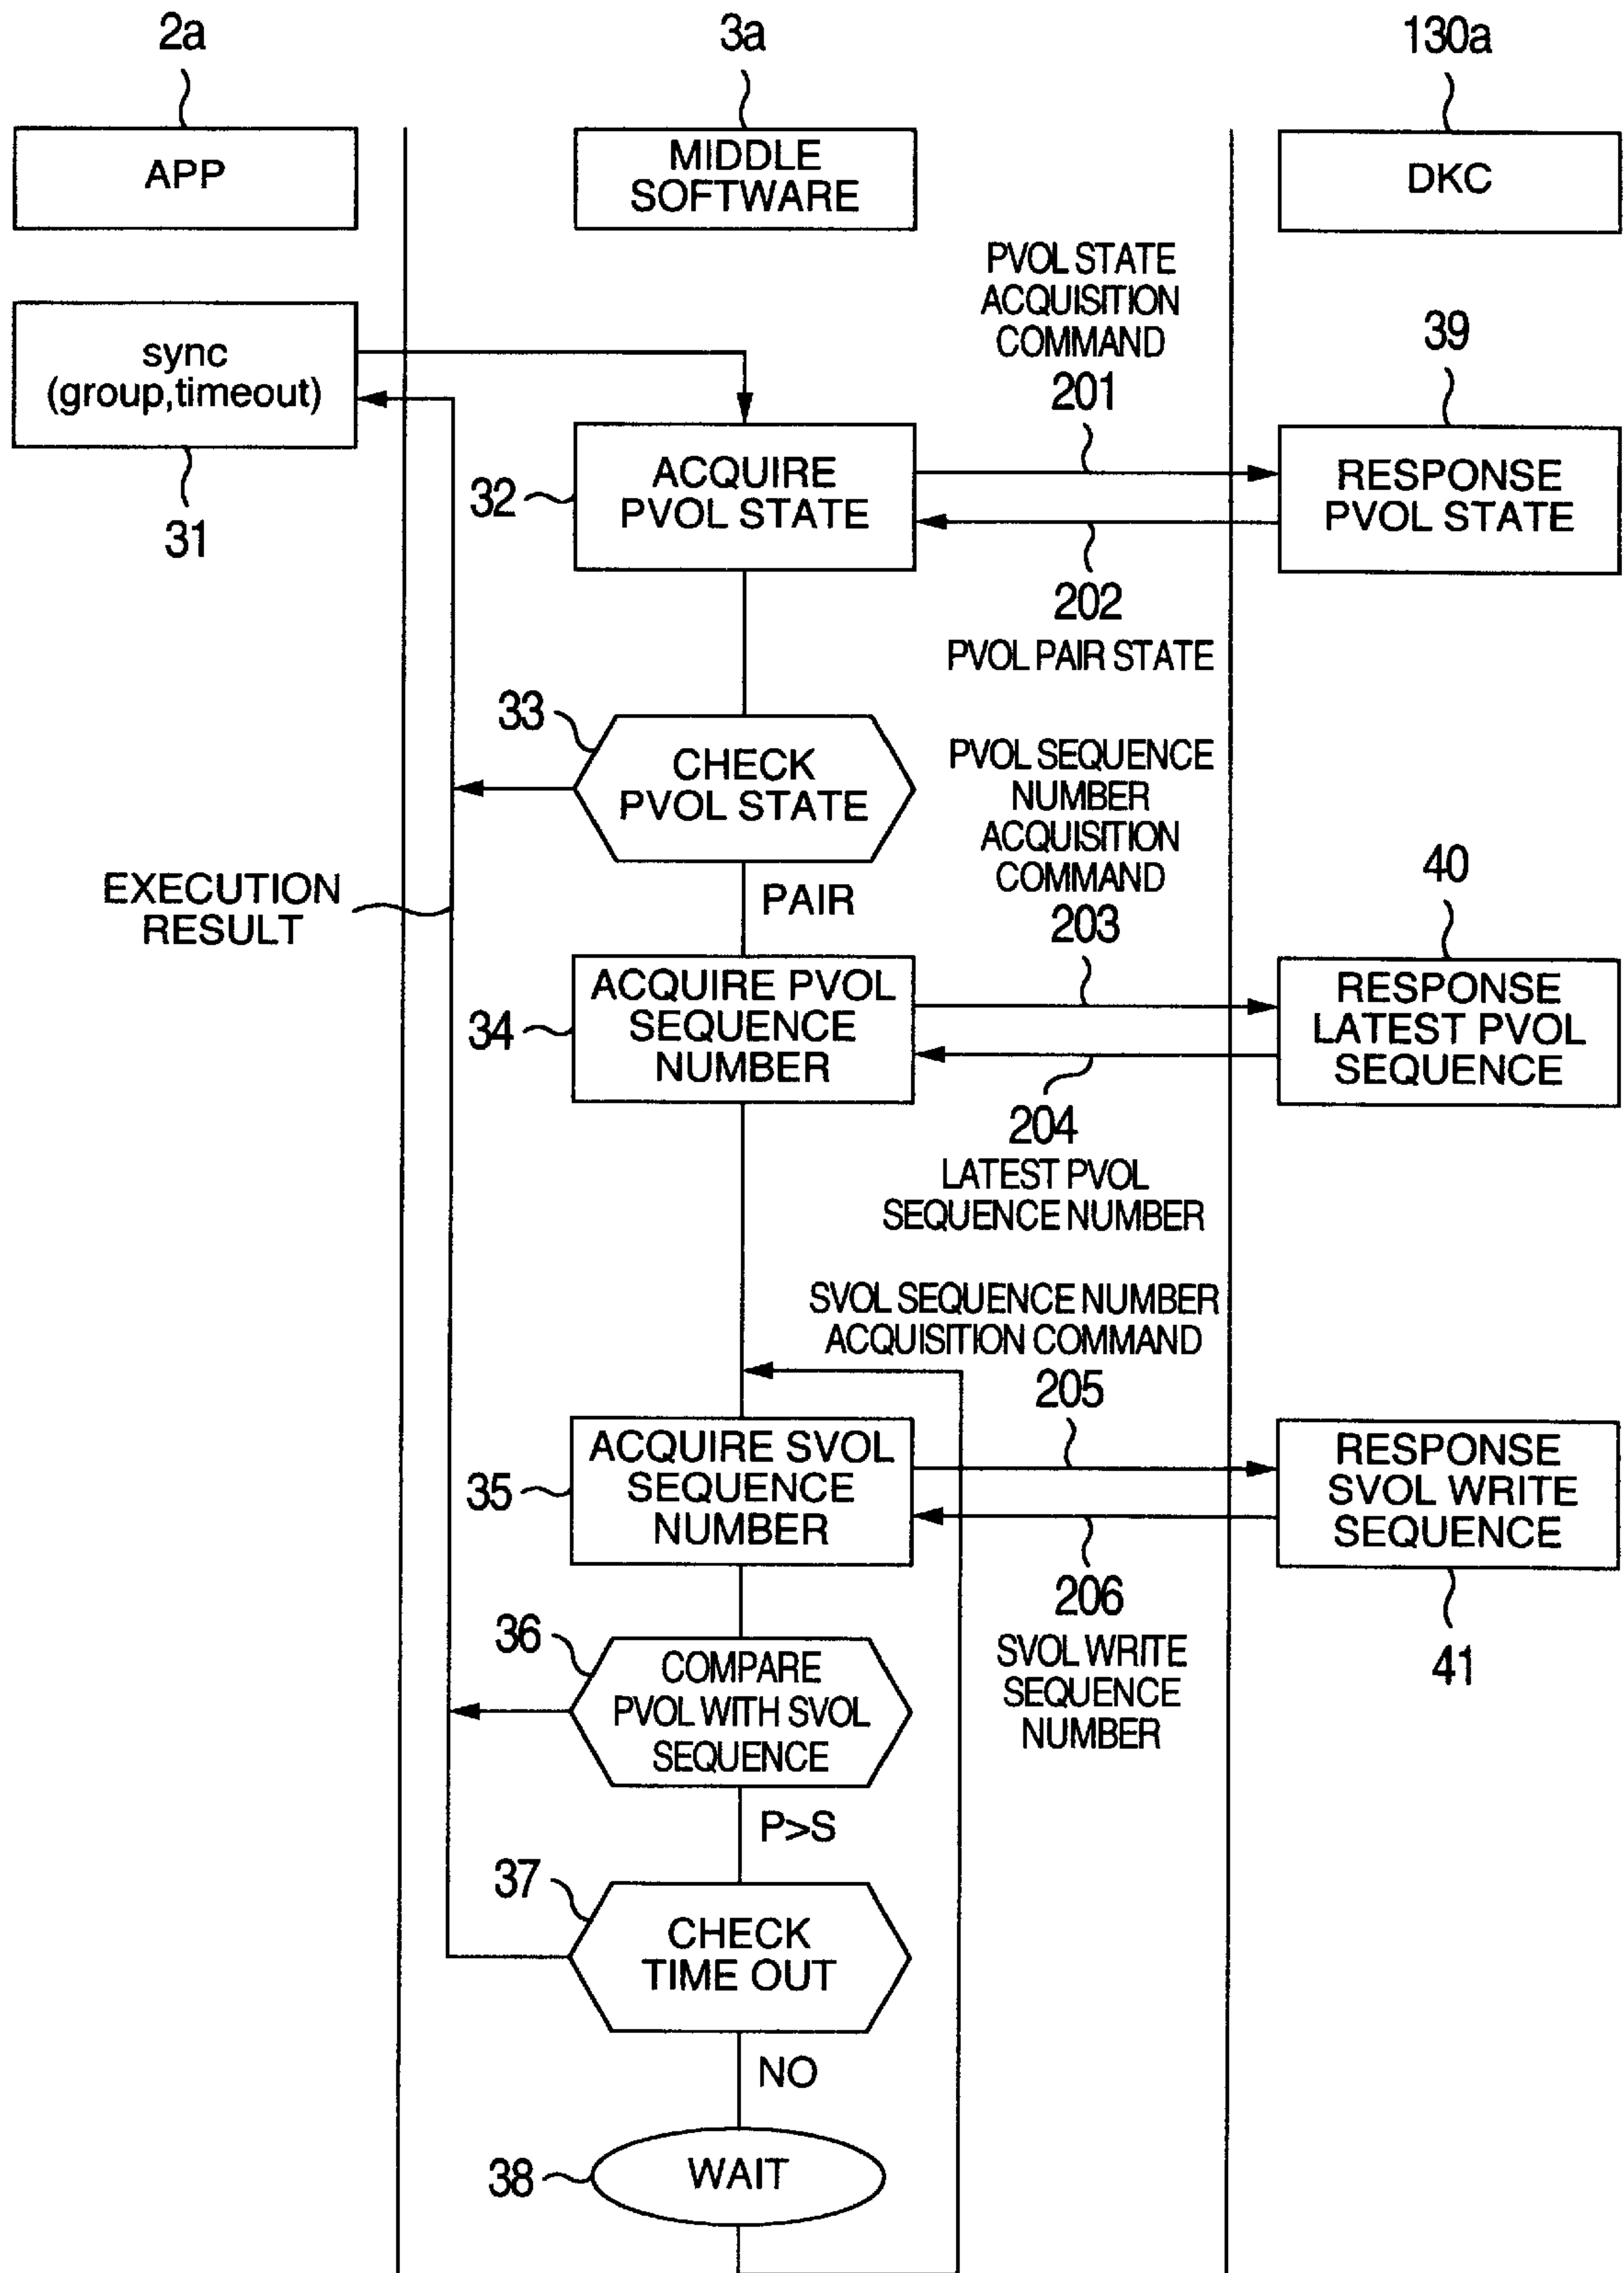 2a
3a
130a
APP
MIDDLE
SOFTWARE
DKC
sync
(group,timeout)
31
PVOL STATE
ACQUISITION
COMMAND
201
39
32
ACQUIRE
PVOL STATE
RESPONSE
PVOL STATE
202
PVOL PAIR STATE
33
CHECK
PVOL STATE
PAIR
EXECUTION
RESULT
PVOL SEQUENCE
NUMBER
ACQUISITION
COMMAND
203
40
34
ACQUIRE PVOL
SEQUENCE
NUMBER
RESPONSE
LATEST PVOL
SEQUENCE
204
LATEST PVOL
SEQUENCE NUMBER
SVOL SEQUENCE NUMBER
ACQUISITION COMMAND
205
35
ACQUIRE SVOL
SEQUENCE
NUMBER
RESPONSE
SVOL WRITE
SEQUENCE
206
SVOL WRITE
SEQUENCE
NUMBER
41
36
COMPARE
PVOL WITH SVOL
SEQUENCE
P>S
37
CHECK
TIME OUT
NO
38
WAIT